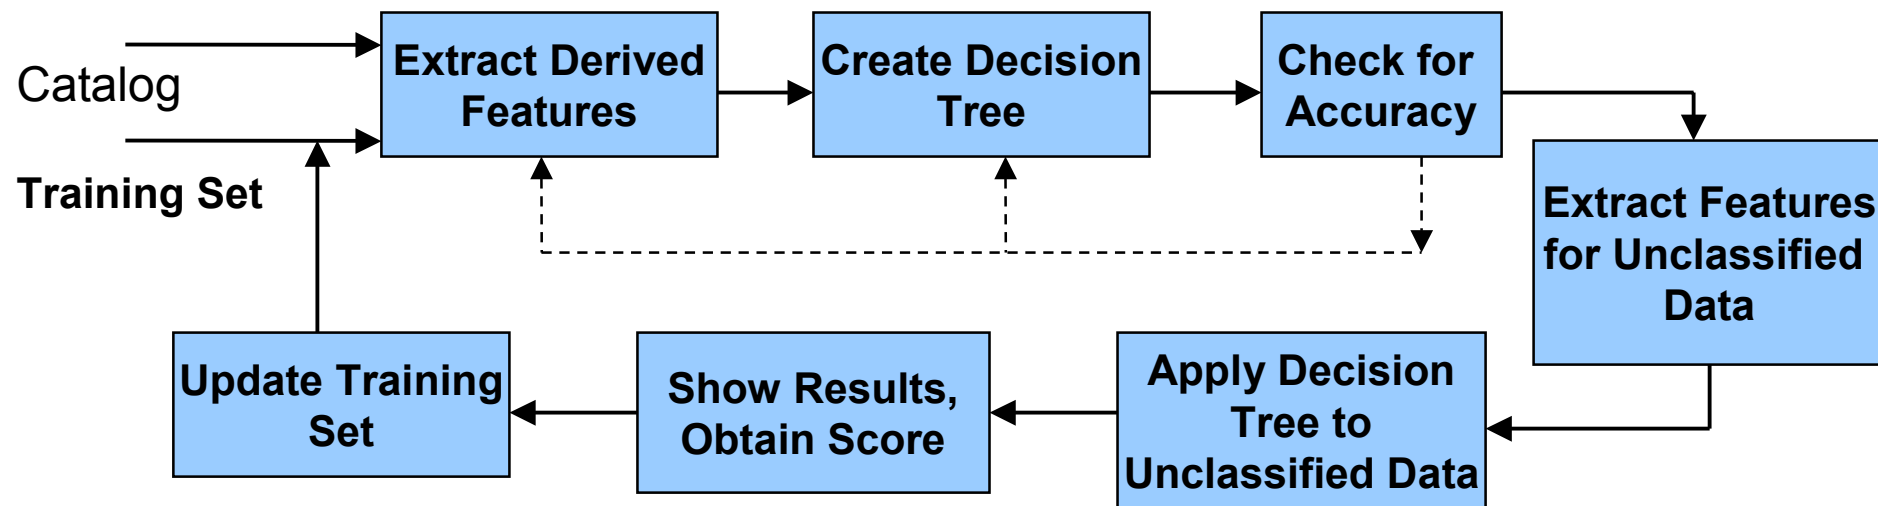 Catalog
Training Set
Extract Derived
Features
Create Decision
Tree
Check for
Accuracy
Extract Features
for Unclassified
Data
Apply Decision
Tree to
Unclassified Data
Show Results,
Obtain Score
Update Training
Set